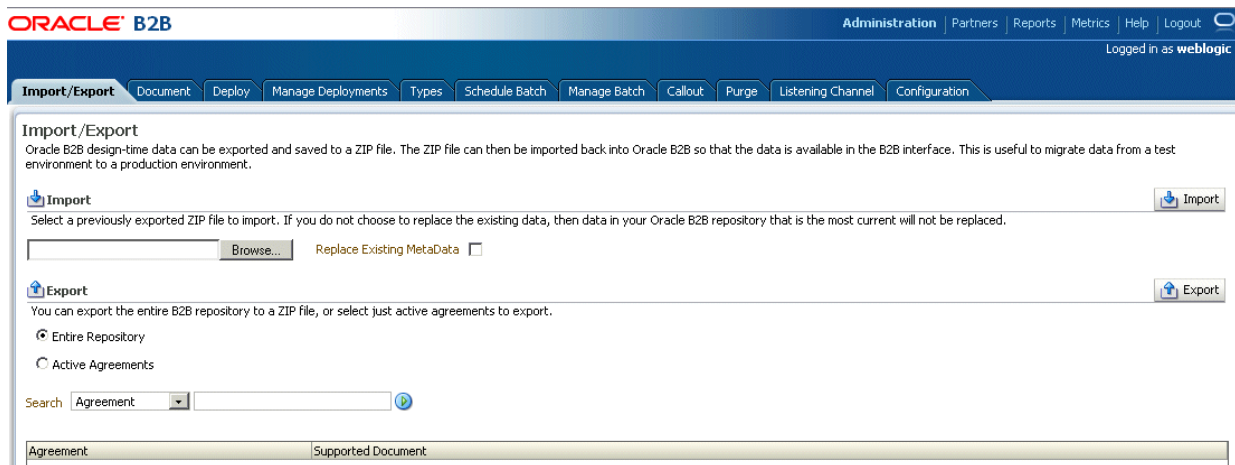 ORACLE B2B
Administration | Partners | Reports | Metrics | Help | Logout
Logged in as weblogic
Import/Export Document Deploy Manage Deployments Types Schedule Batch Manage Batch Callout Purge Listening Channel Configuration
Import/Export
Oracle B2B design-time data can be exported and saved to a ZIP file. The ZIP file can then be imported back into Oracle B2B so that the data is available in the B2B interface. This is useful to migrate data from a test
environment to a production environment.
Import Import
Select a previously exported ZIP file to import. If you do not choose to replace the existing data, then data in your Oracle B2B repository that is the most current will not be replaced.
Browse... Replace Existing MetaData
Export Export
You can export the entire B2B repository to a ZIP file, or select just active agreements to export.
Entire Repository
Active Agreements
Search Agreement
Agreement Supported Document